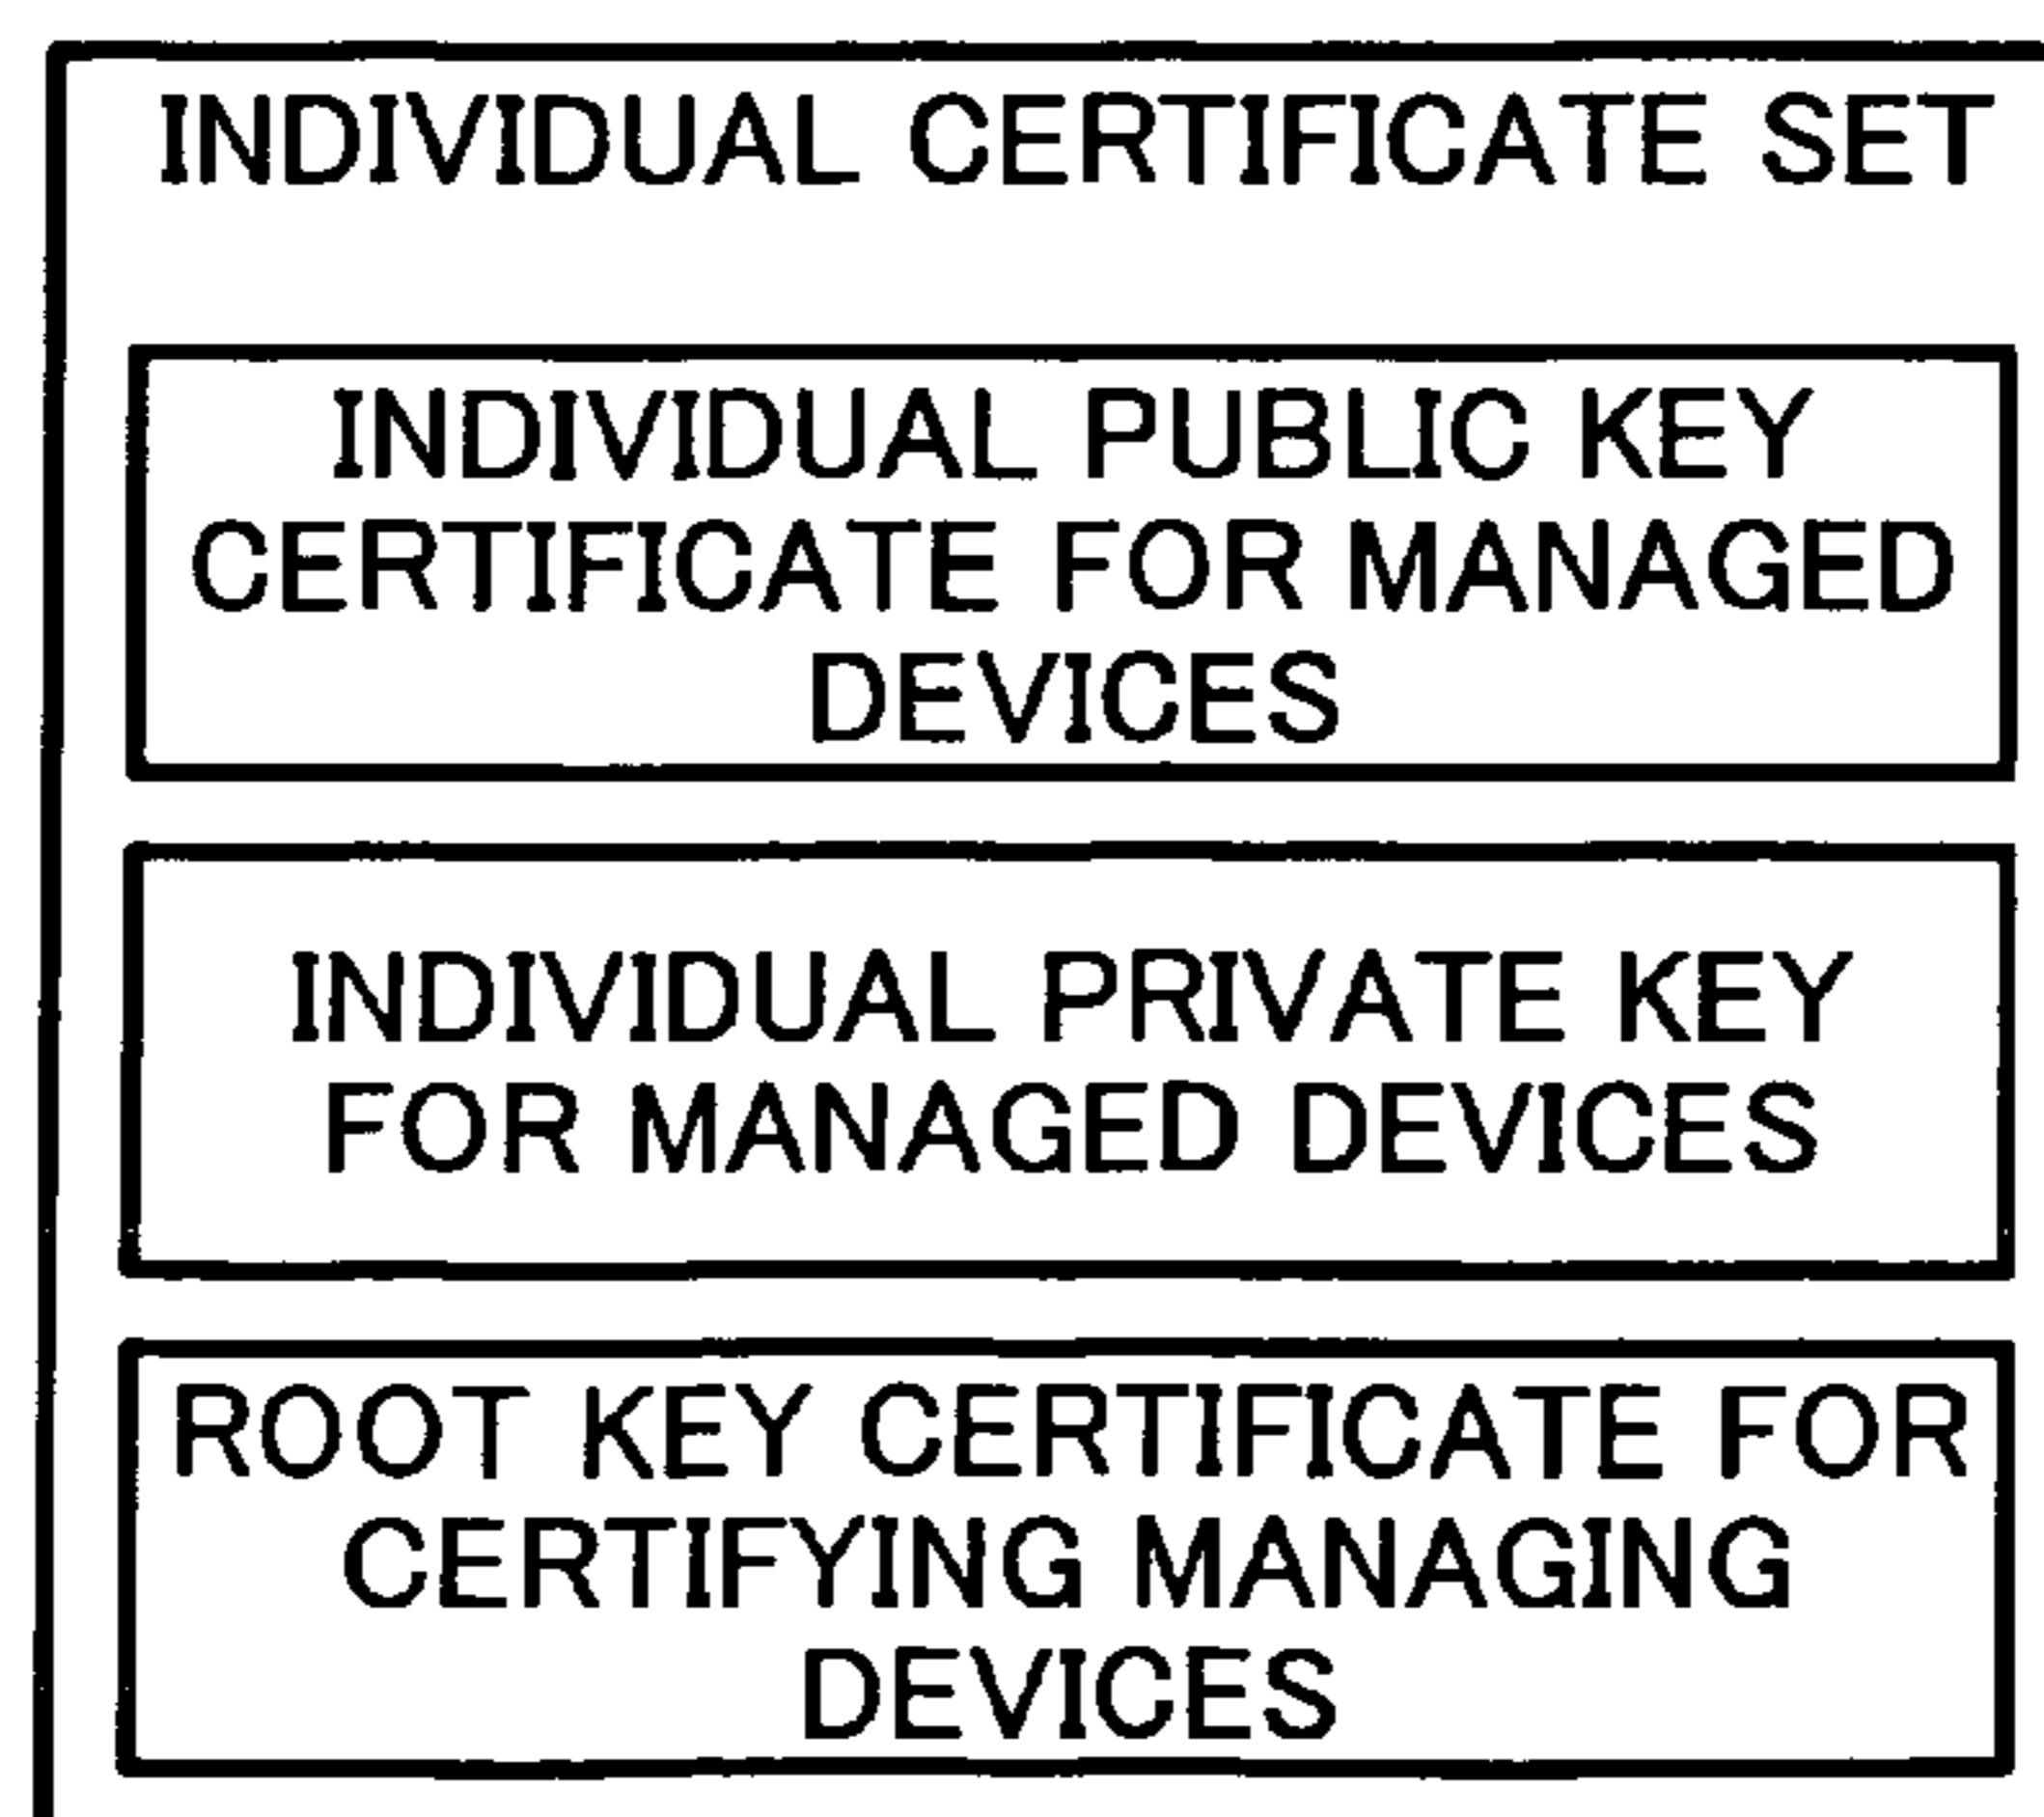 INDIVIDUAL CERTIFICATE SET
INDIVIDUAL PUBLIC KEY
CERTIFICATE FOR MANAGED
DEVICES
INDIVIDUAL PRIVATE KEY
FOR MANAGED DEVICES
ROOT KEY CERTIFICATE FOR
CERTIFYING MANAGING
DEVICES